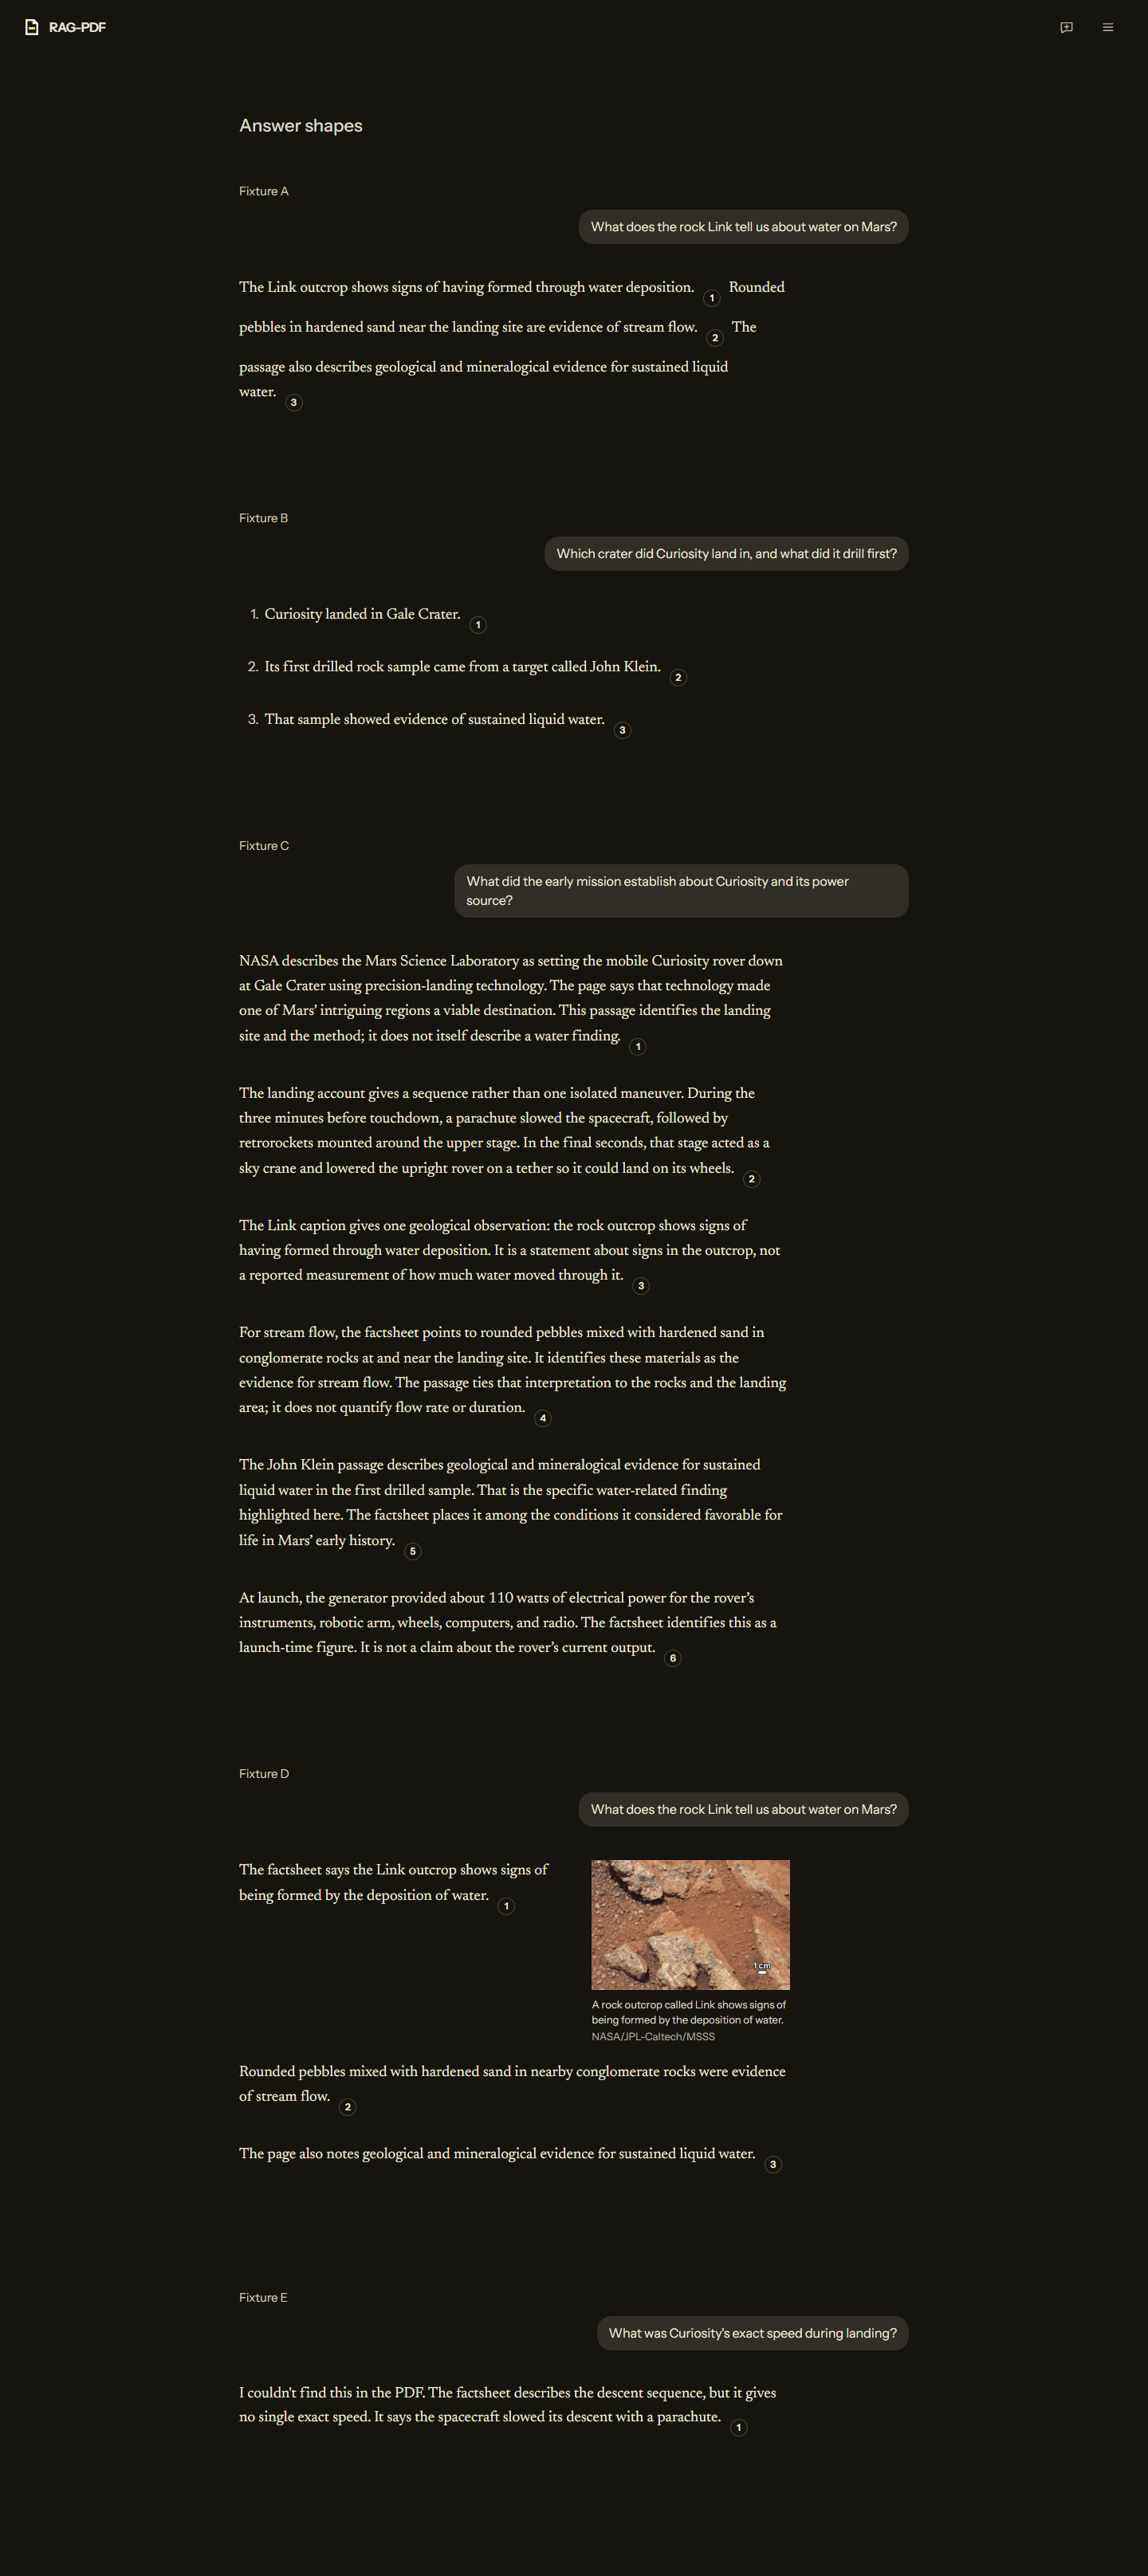 RAG-PDF
Answer shapes
Fixture A
What does the rock Link tell us about water on Mars?
The Link outcrop shows signs of having formed through water deposition. 1 Rounded
pebbles in hardened sand near the landing site are evidence of stream flow. 2 The
passage also describes geological and mineralogical evidence for sustained liquid
water. 3
Fixture B
Which crater did Curiosity land in, and what did it drill first?
1. Curiosity landed in Gale Crater. 1
2. Its first drilled rock sample came from a target called John Klein. 2
3. That sample showed evidence of sustained liquid water. 3
Fixture C
What did the early mission establish about Curiosity and its power
source?
NASA describes the Mars Science Laboratory as setting the mobile Curiosity rover down
at Gale Crater using precision-landing technology. The page says that technology made
one of Mars’ intriguing regions a viable destination. This passage identifies the landing
site and the method; it does not itself describe a water finding. 1
The landing account gives a sequence rather than one isolated maneuver. During the
three minutes before touchdown, a parachute slowed the spacecraft, followed by
retrorockets mounted around the upper stage. In the final seconds, that stage acted as a
sky crane and lowered the upright rover on a tether so it could land on its wheels. 2
The Link caption gives one geological observation: the rock outcrop shows signs of
having formed through water deposition. It is a statement about signs in the outcrop, not
a reported measurement of how much water moved through it. 3
For stream flow, the factsheet points to rounded pebbles mixed with hardened sand in
conglomerate rocks at and near the landing site. It identifies these materials as the
evidence for stream flow. The passage ties that interpretation to the rocks and the landing
area; it does not quantify flow rate or duration. 4
The John Klein passage describes geological and mineralogical evidence for sustained
liquid water in the first drilled sample. That is the specific water-related finding
highlighted here. The factsheet places it among the conditions it considered favorable for
life in Mars’ early history. 5
At launch, the generator provided about 110 watts of electrical power for the rover’s
instruments, robotic arm, wheels, computers, and radio. The factsheet identifies this as a
launch-time figure. It is not a claim about the rover’s current output. 6
Fixture D
What does the rock Link tell us about water on Mars?
The factsheet says the Link outcrop shows signs of
being formed by the deposition of water. 1
1 cm
A rock outcrop called Link shows signs of
being formed by the deposition of water.
NASA/JPL-Caltech/MSSS
Rounded pebbles mixed with hardened sand in nearby conglomerate rocks were evidence
of stream flow. 2
The page also notes geological and mineralogical evidence for sustained liquid water. 3
Fixture E
What was Curiosity's exact speed during landing?
I couldn't find this in the PDF. The factsheet describes the descent sequence, but it gives
no single exact speed. It says the spacecraft slowed its descent with a parachute. 1